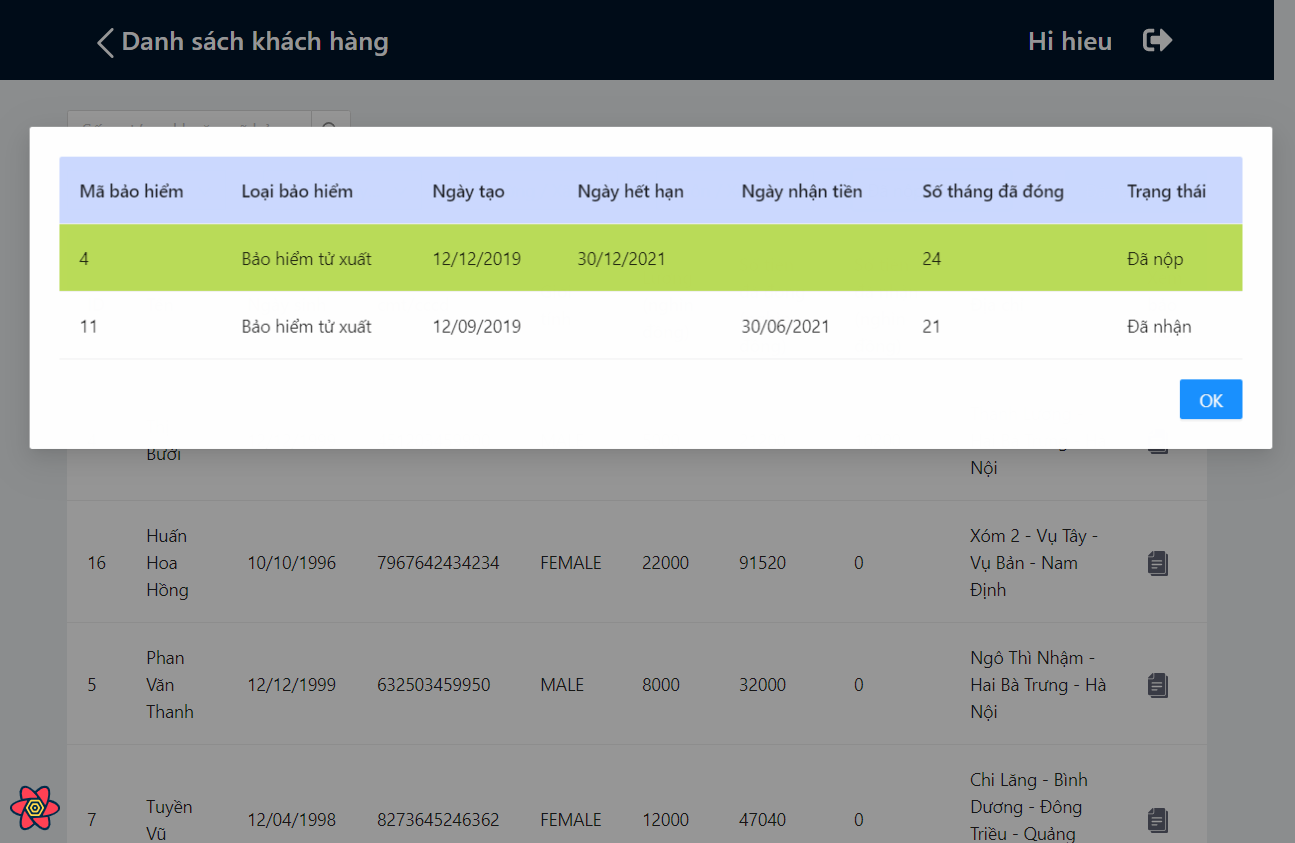 Danh sách khách hàng
Hi hieu
Mã bảo hiểm Loại bảo hiểm Ngày tạo Ngày hết hạn Ngày nhận tiền Số tháng đã đóng Trạng thái
4 Bảo hiểm tử xuất 12/12/2019 30/12/2021 24 Đã nộp
11 Bảo hiểm tử xuất 12/09/2019 30/06/2021 21 Đã nhận
OK
Bưởi
Nội
Huấn
Hoa
Hồng
16 10/10/1996 7967642434234 FEMALE 22000 91520 0
Xóm 2 - Vụ Tây -
Vụ Bản - Nam
Định
Phan
Văn
Thanh
5 12/12/1999 632503459950 MALE 8000 32000 0
Ngô Thì Nhậm -
Hai Bà Trưng - Hà
Nội
Tuyền
Vũ
7 12/04/1998 8273645246362 FEMALE 12000 47040 0
Chi Lăng - Bình
Dương - Đông
Triều - Quảng